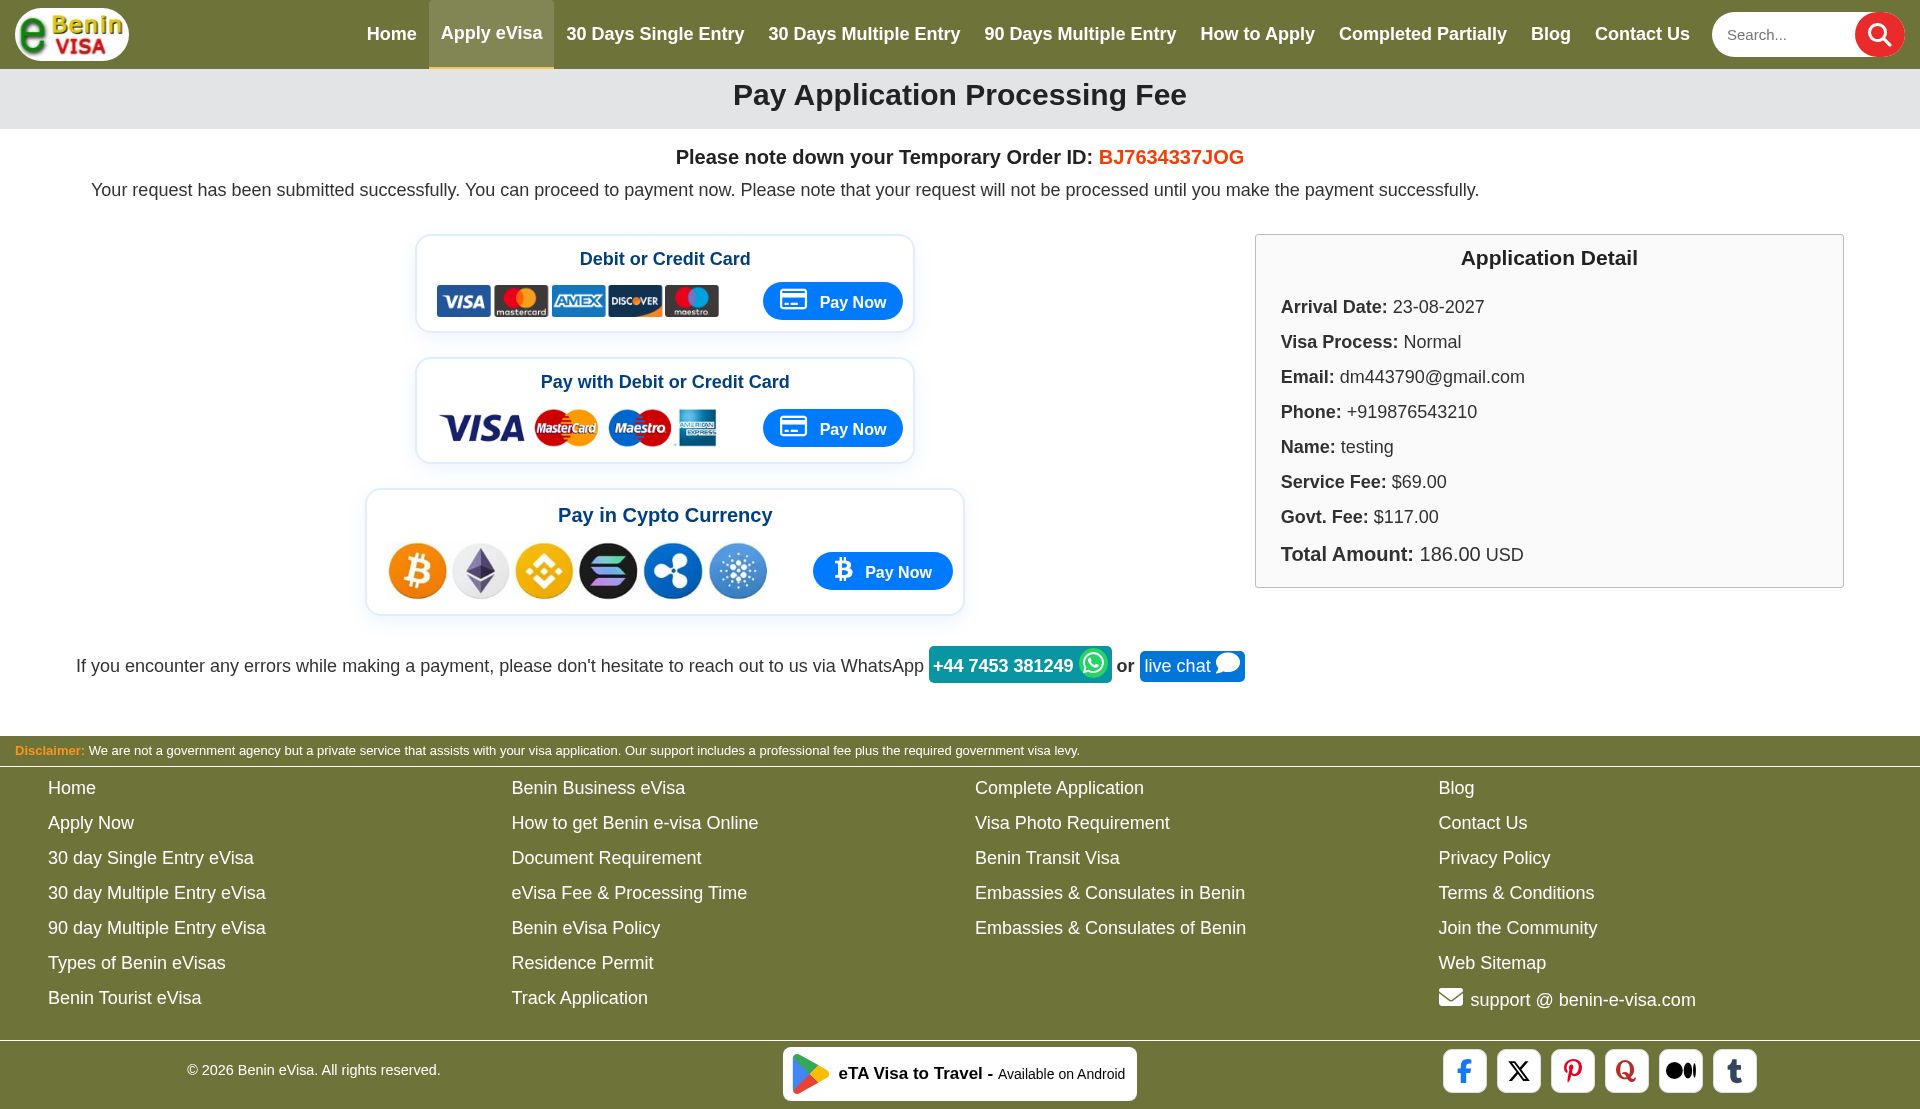 e Benin VISA
Home Apply eVisa 30 Days Single Entry 30 Days Multiple Entry 90 Days Multiple Entry How to Apply Completed Partially Blog Contact Us Search...
Pay Application Processing Fee
Please note down your Temporary Order ID: BJ7634337JOG
Your request has been submitted successfully. You can proceed to payment now. Please note that your request will not be processed until you make the payment successfully.
Debit or Credit Card
VISA mastercard AMEX DISCOVER maestro Pay Now
Pay with Debit or Credit Card
VISA MasterCard Maestro AMERICAN EXPRESS Pay Now
Pay in Cypto Currency
Pay Now
Application Detail
Arrival Date: 23-08-2027
Visa Process: Normal
Email: dm443790@gmail.com
Phone: +919876543210
Name: testing
Service Fee: $69.00
Govt. Fee: $117.00
Total Amount: 186.00 USD
If you encounter any errors while making a payment, please don't hesitate to reach out to us via WhatsApp +44 7453 381249 or live chat
Disclaimer: We are not a government agency but a private service that assists with your visa application. Our support includes a professional fee plus the required government visa levy.
Home
Apply Now
30 day Single Entry eVisa
30 day Multiple Entry eVisa
90 day Multiple Entry eVisa
Types of Benin eVisas
Benin Tourist eVisa
Benin Business eVisa
How to get Benin e-visa Online
Document Requirement
eVisa Fee & Processing Time
Benin eVisa Policy
Residence Permit
Track Application
Complete Application
Visa Photo Requirement
Benin Transit Visa
Embassies & Consulates in Benin
Embassies & Consulates of Benin
Blog
Contact Us
Privacy Policy
Terms & Conditions
Join the Community
Web Sitemap
support @ benin-e-visa.com
© 2026 Benin eVisa. All rights reserved.
eTA Visa to Travel - Available on Android